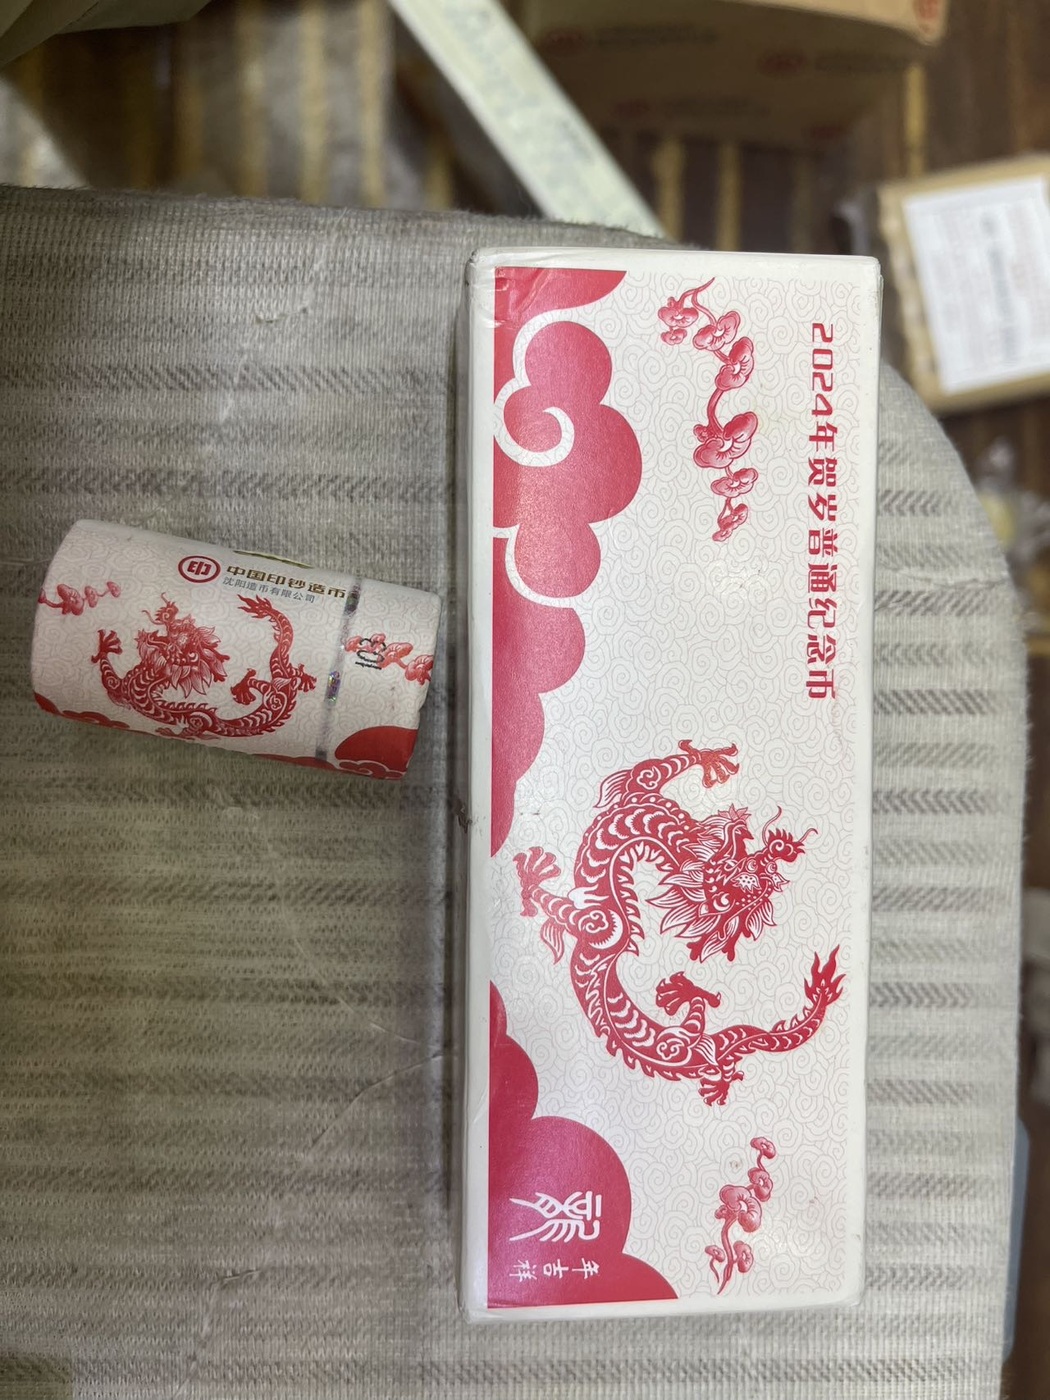 2024年贺岁普通纪念币
龍
年吉祥
印
中国印钞造币
沈阳造币有限公司